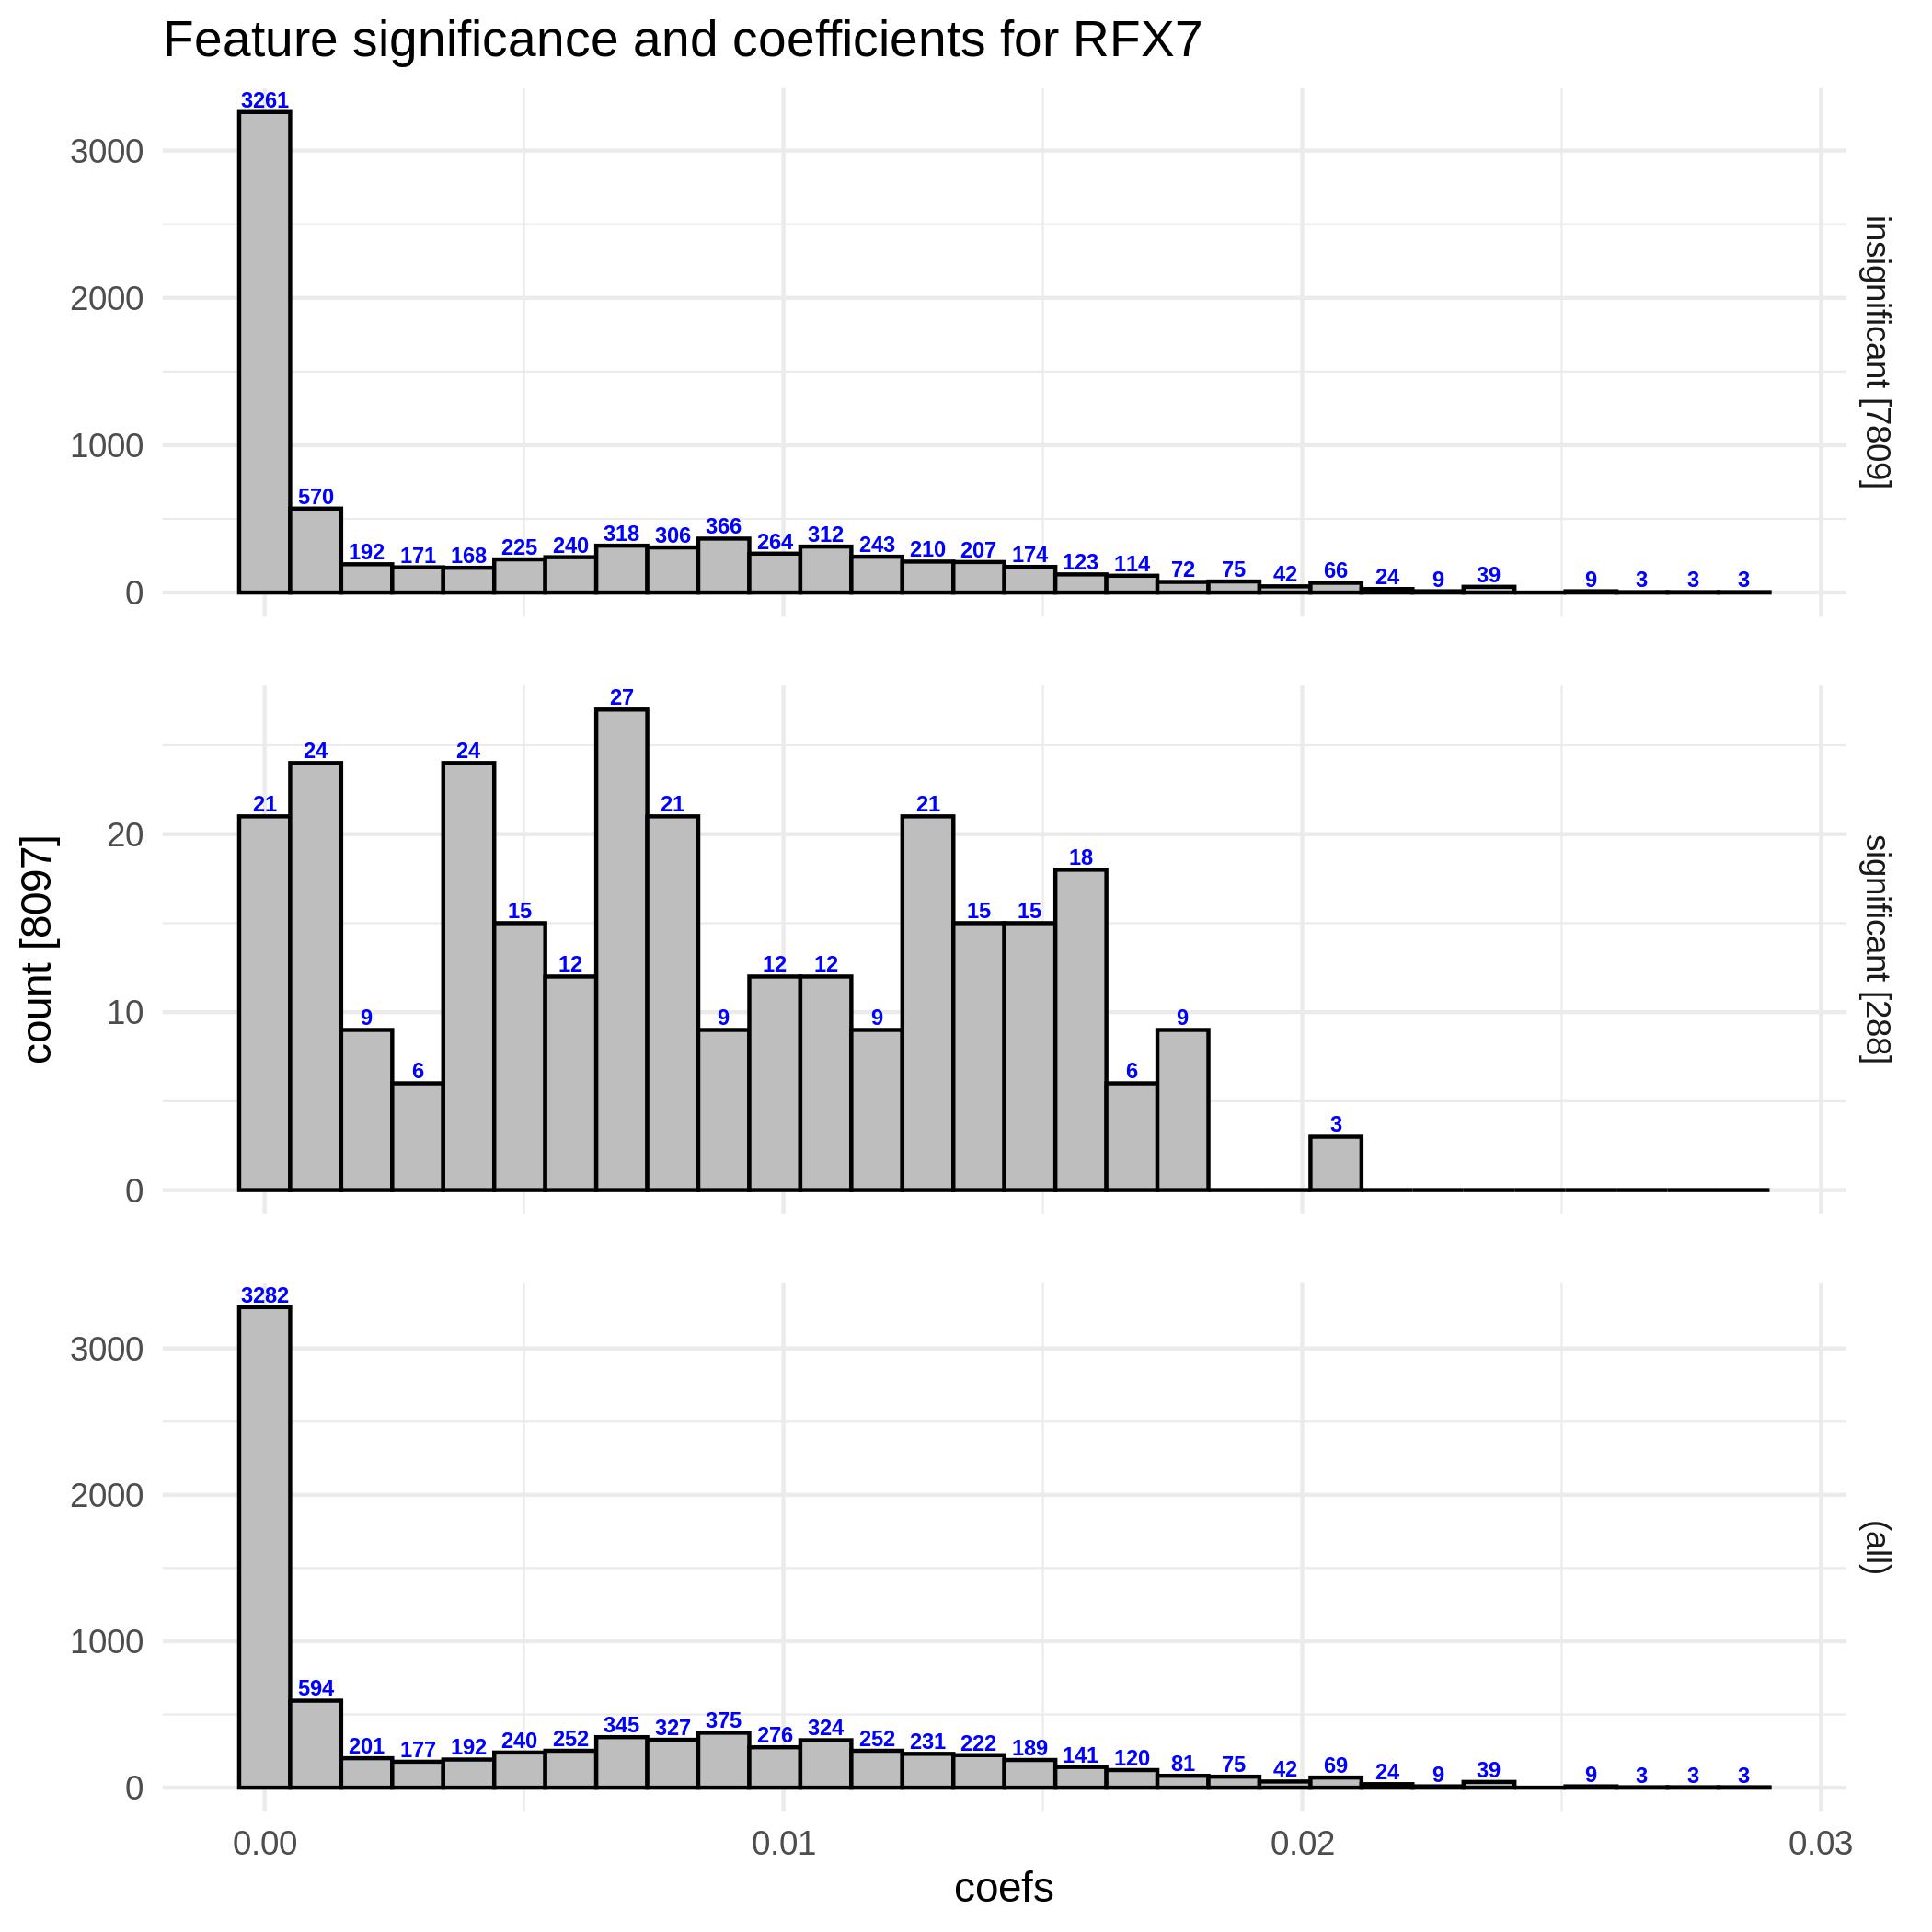 Feature significance and coefficients for RFX7
3261
570
192 171 168 225 240 318 306 366 264 312 243 210 207 174 123 114 72 75 42 66 24 9 39 9 3 3 3
3000
2000
1000
0
insignificant [7809]
21 24 9 6 24 15 12 27 21 9 12 12 9 21 15 15 18 6 9 3
20
10
0
significant [288]
count [8097]
3282
594
201 177 192 240 252 345 327 375 276 324 252 231 222 189 141 120 81 75 42 69 24 9 39 9 3 3 3
3000
2000
1000
0
(all)
0.00 0.01 0.02 0.03
coefs